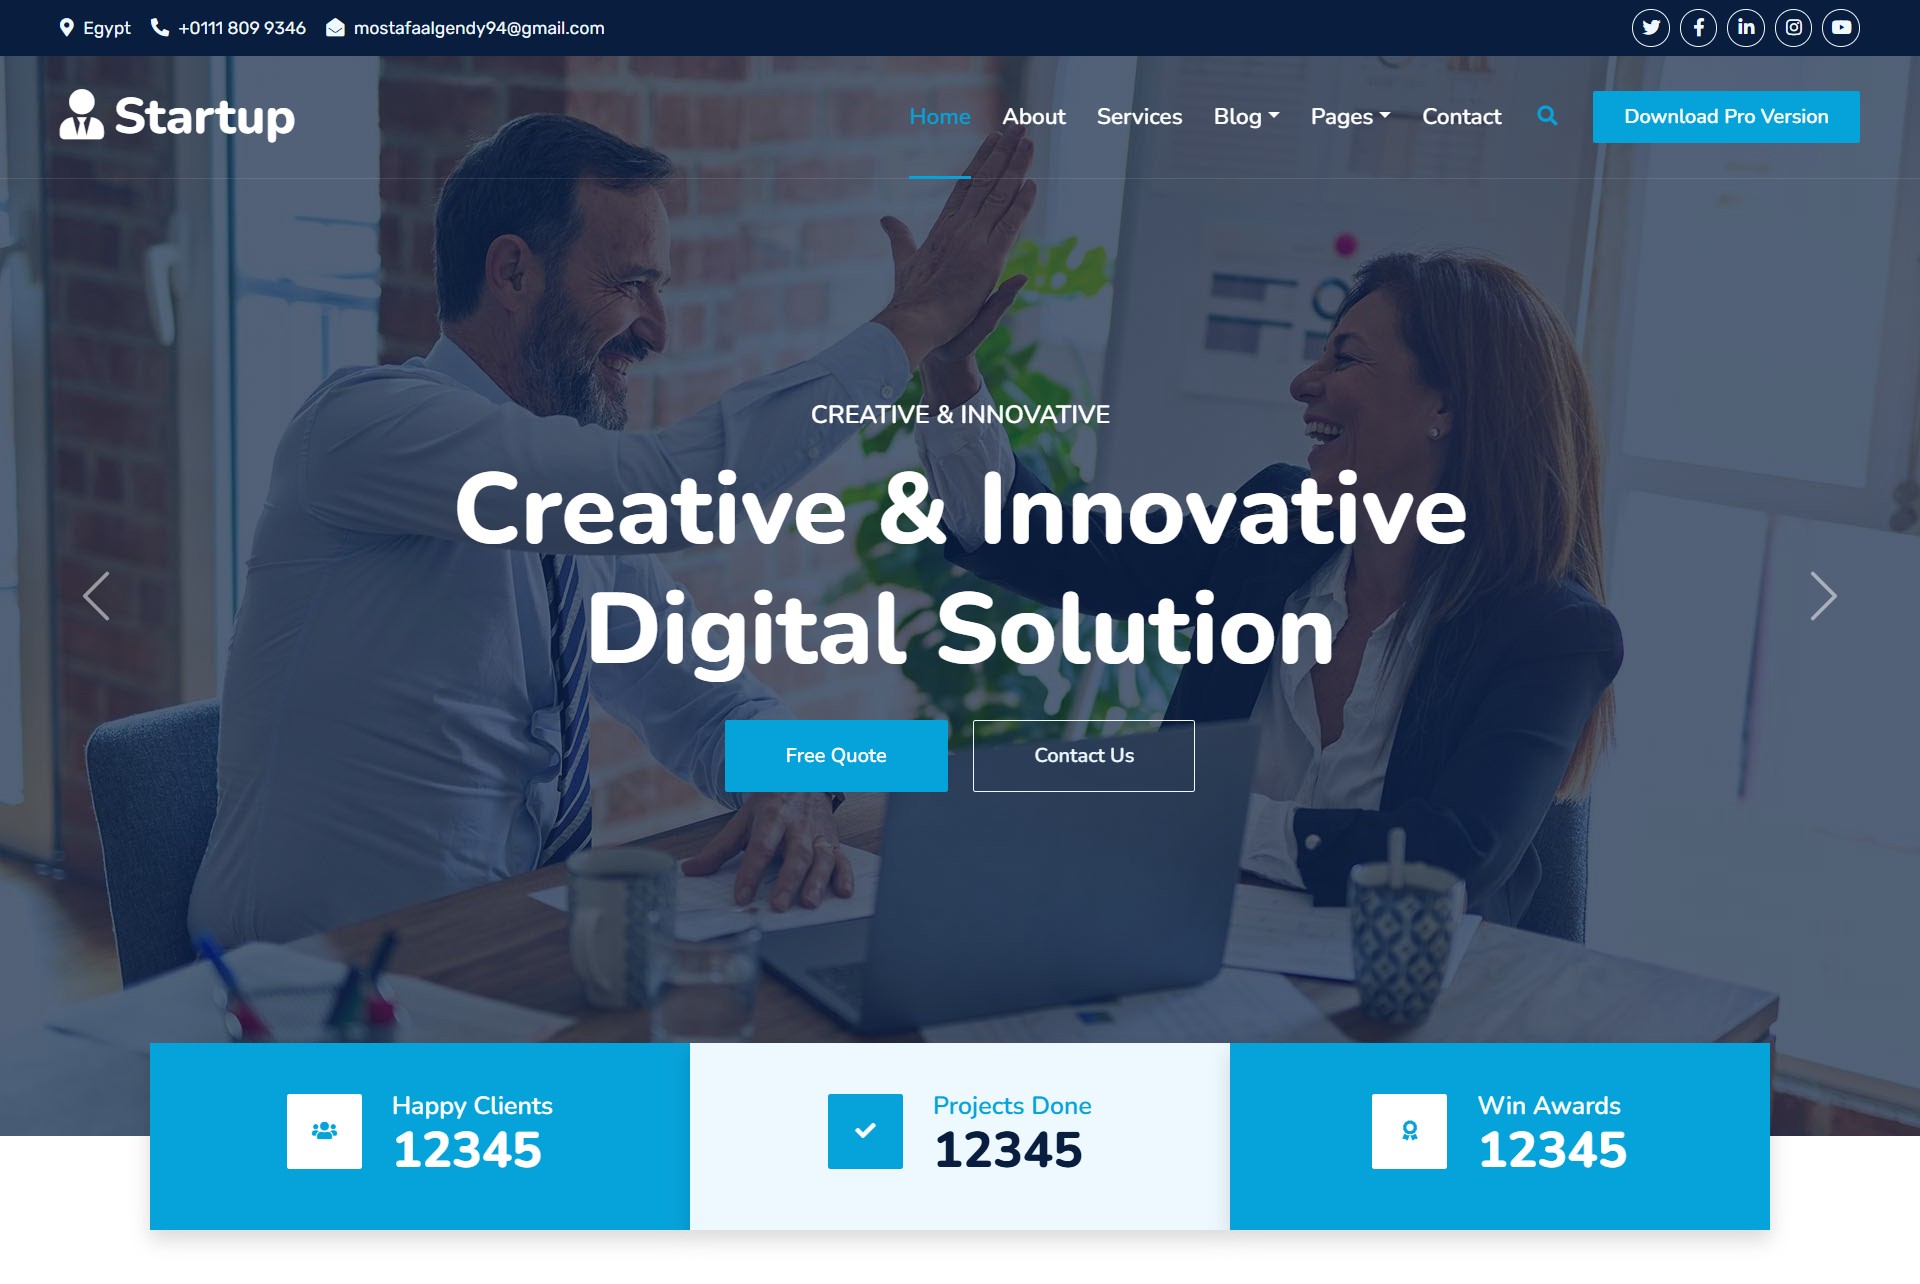 Egypt
+0111 809 9346
mostafaalgendy94@gmail.com
Startup
Home
About
Services
Blog
Pages
Contact
Download Pro Version
CREATIVE & INNOVATIVE
Creative & Innovative
Digital Solution
Free Quote
Contact Us
Happy Clients
12345
Projects Done
12345
Win Awards
12345